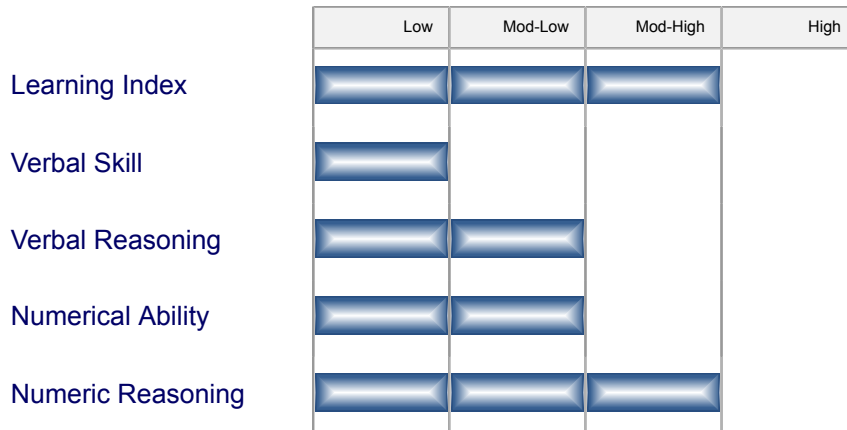 Low Mod-Low Mod-High High
Learning Index
Verbal Skill
Verbal Reasoning
Numerical Ability
Numeric Reasoning